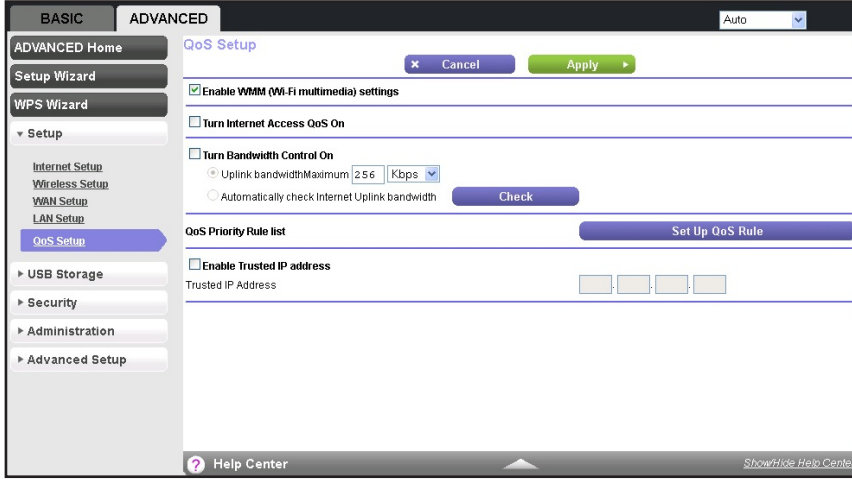 BASIC
ADVANCED
Auto
ADVANCED Home
Setup Wizard
WPS Wizard
Setup
Internet Setup
Wireless Setup
WAN Setup
LAN Setup
QoS Setup
USB Storage
Security
Administration
Advanced Setup
QoS Setup
Cancel
Apply
Enable WMM (Wi-Fi multimedia) settings
Turn Internet Access QoS On
Turn Bandwidth Control On
Uplink bandwidthMaximum 256 Kbps
Automatically check Internet Uplink bandwidth Check
QoS Priority Rule list Set Up QoS Rule
Enable Trusted IP address
Trusted IP Address . . .
? Help Center Show/Hide Help Cente